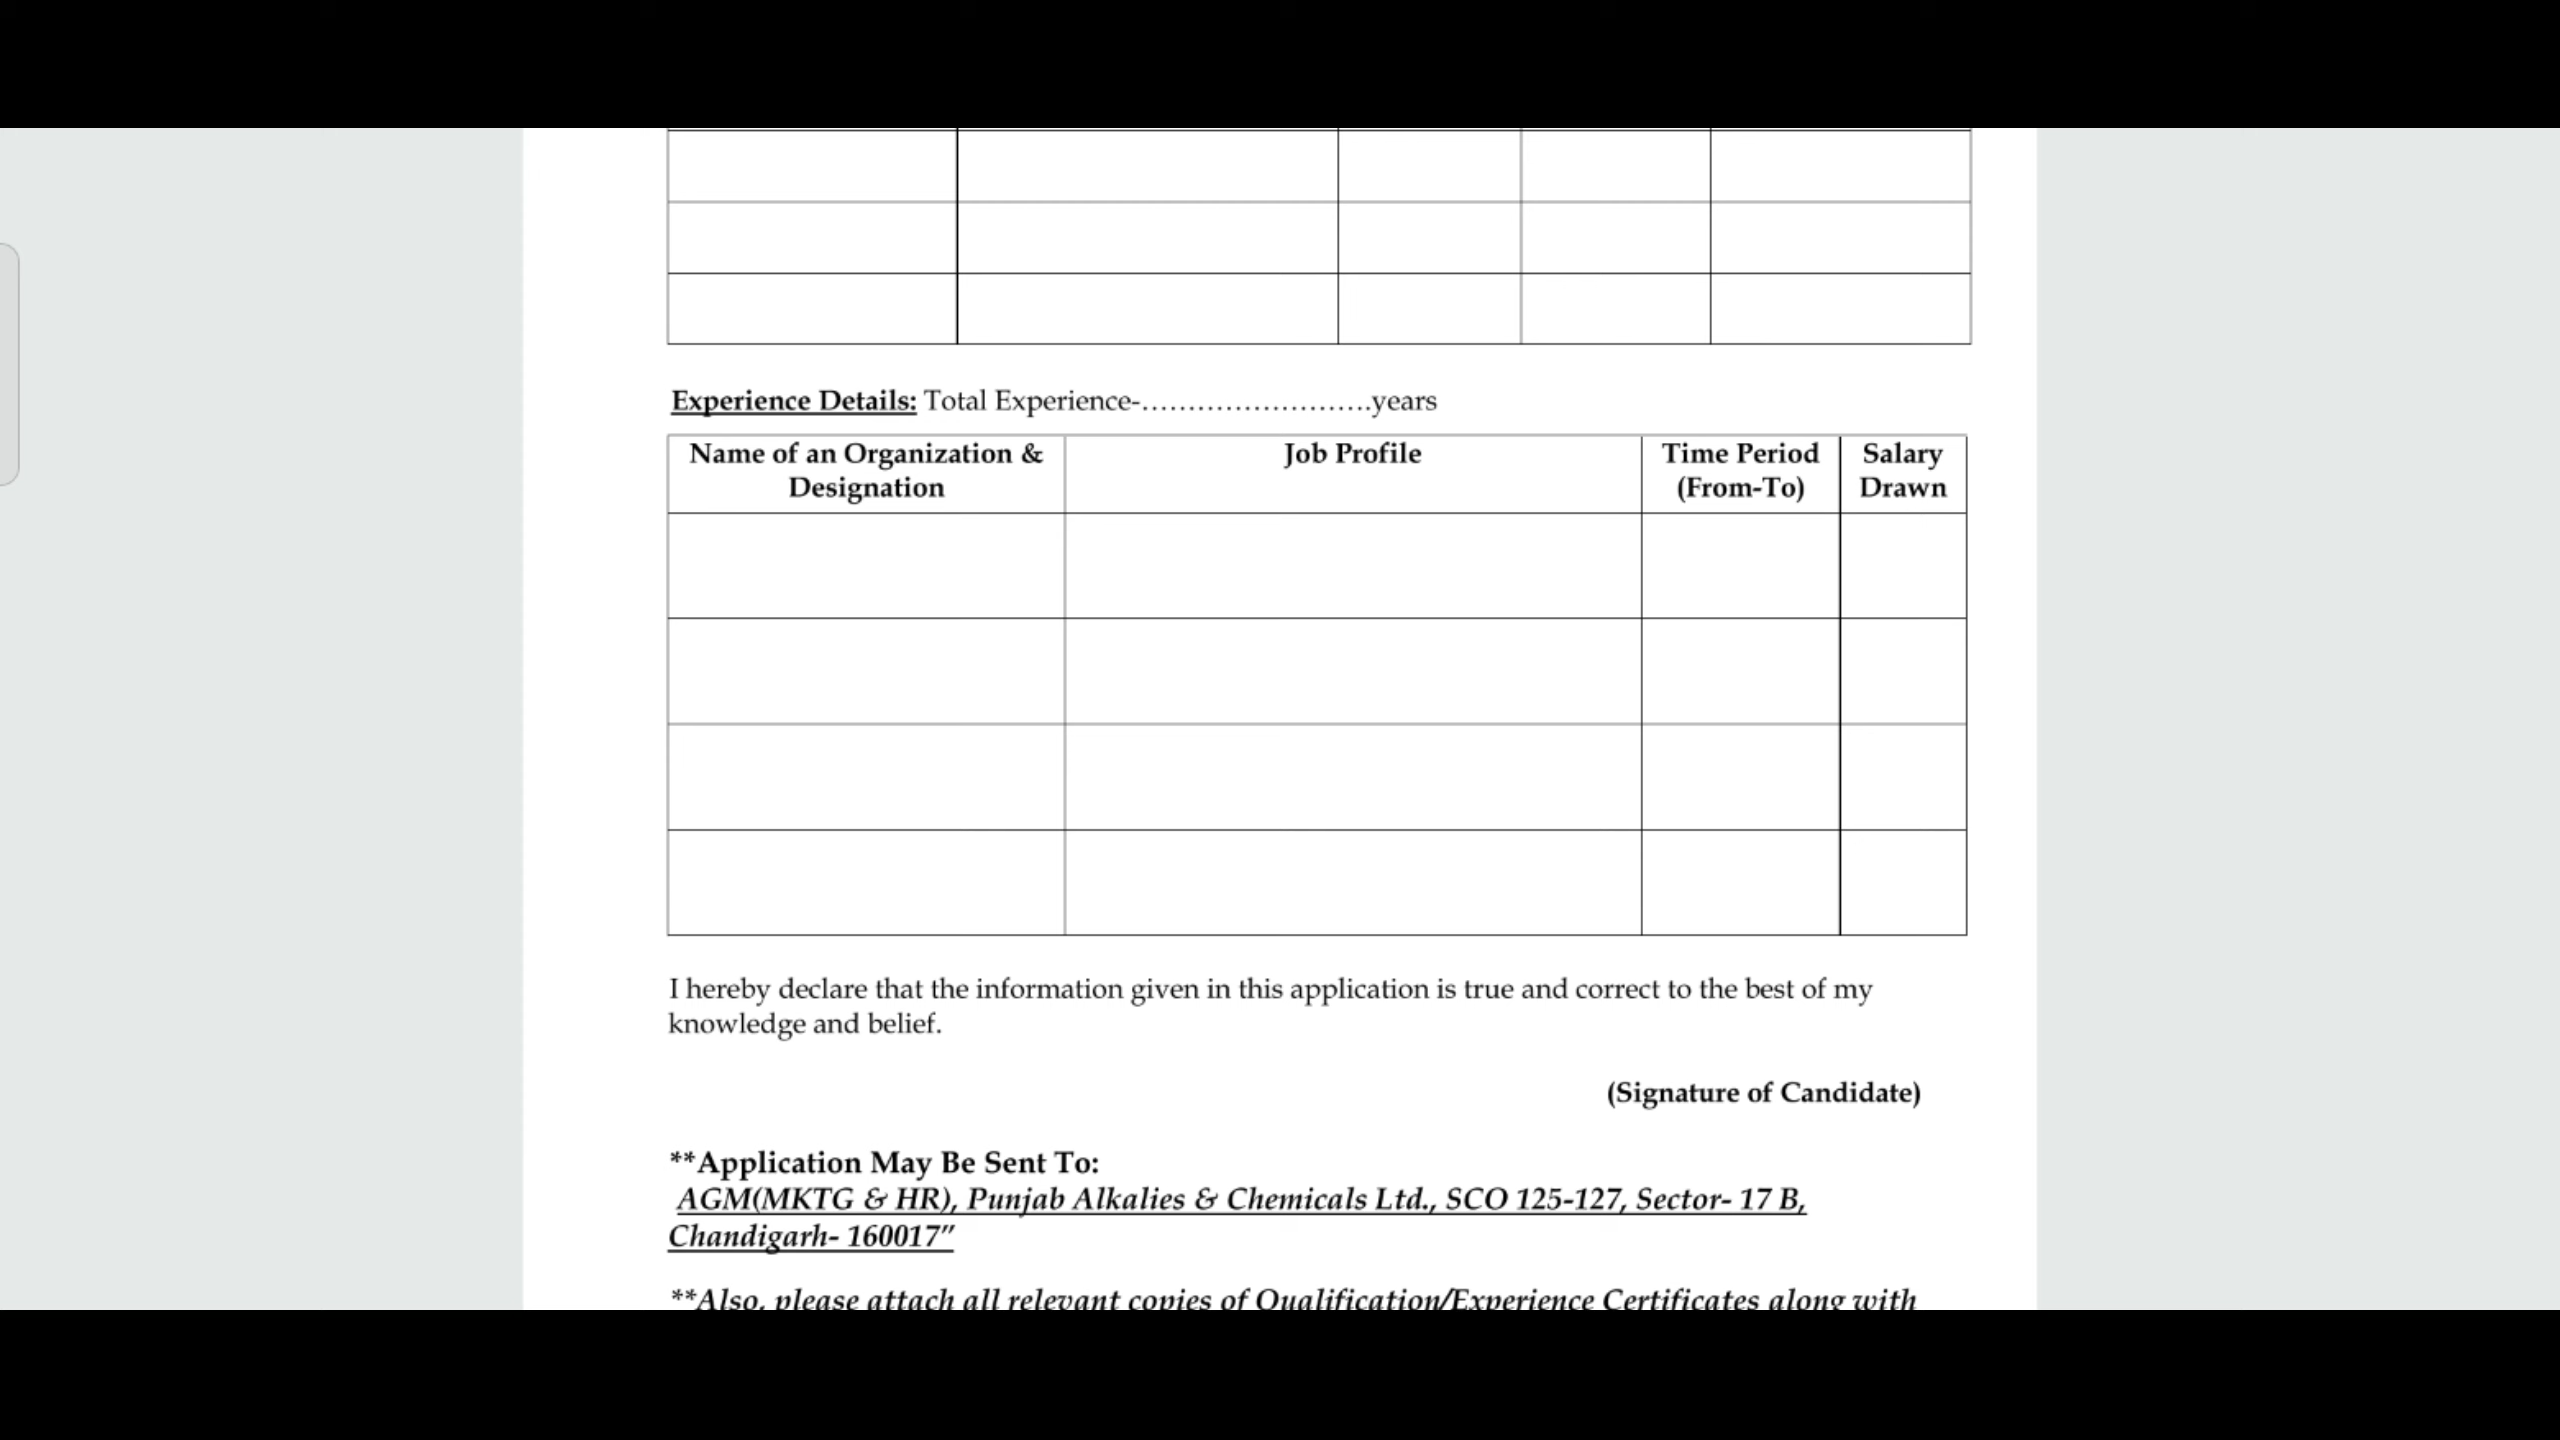 Experience Details: Total Experience-.........................years
Name of an Organization & Designation
Job Profile
Time Period (From-To)
Salary Drawn
I hereby declare that the information given in this application is true and correct to the best of my
knowledge and belief.
(Signature of Candidate)
**Application May Be Sent To:
AGM(MKTG & HR), Punjab Alkalies & Chemicals Ltd., SCO 125-127, Sector- 17 B,
Chandigarh- 160017”
**Also, please attach all relevant copies of Qualification/Experience Certificates along with